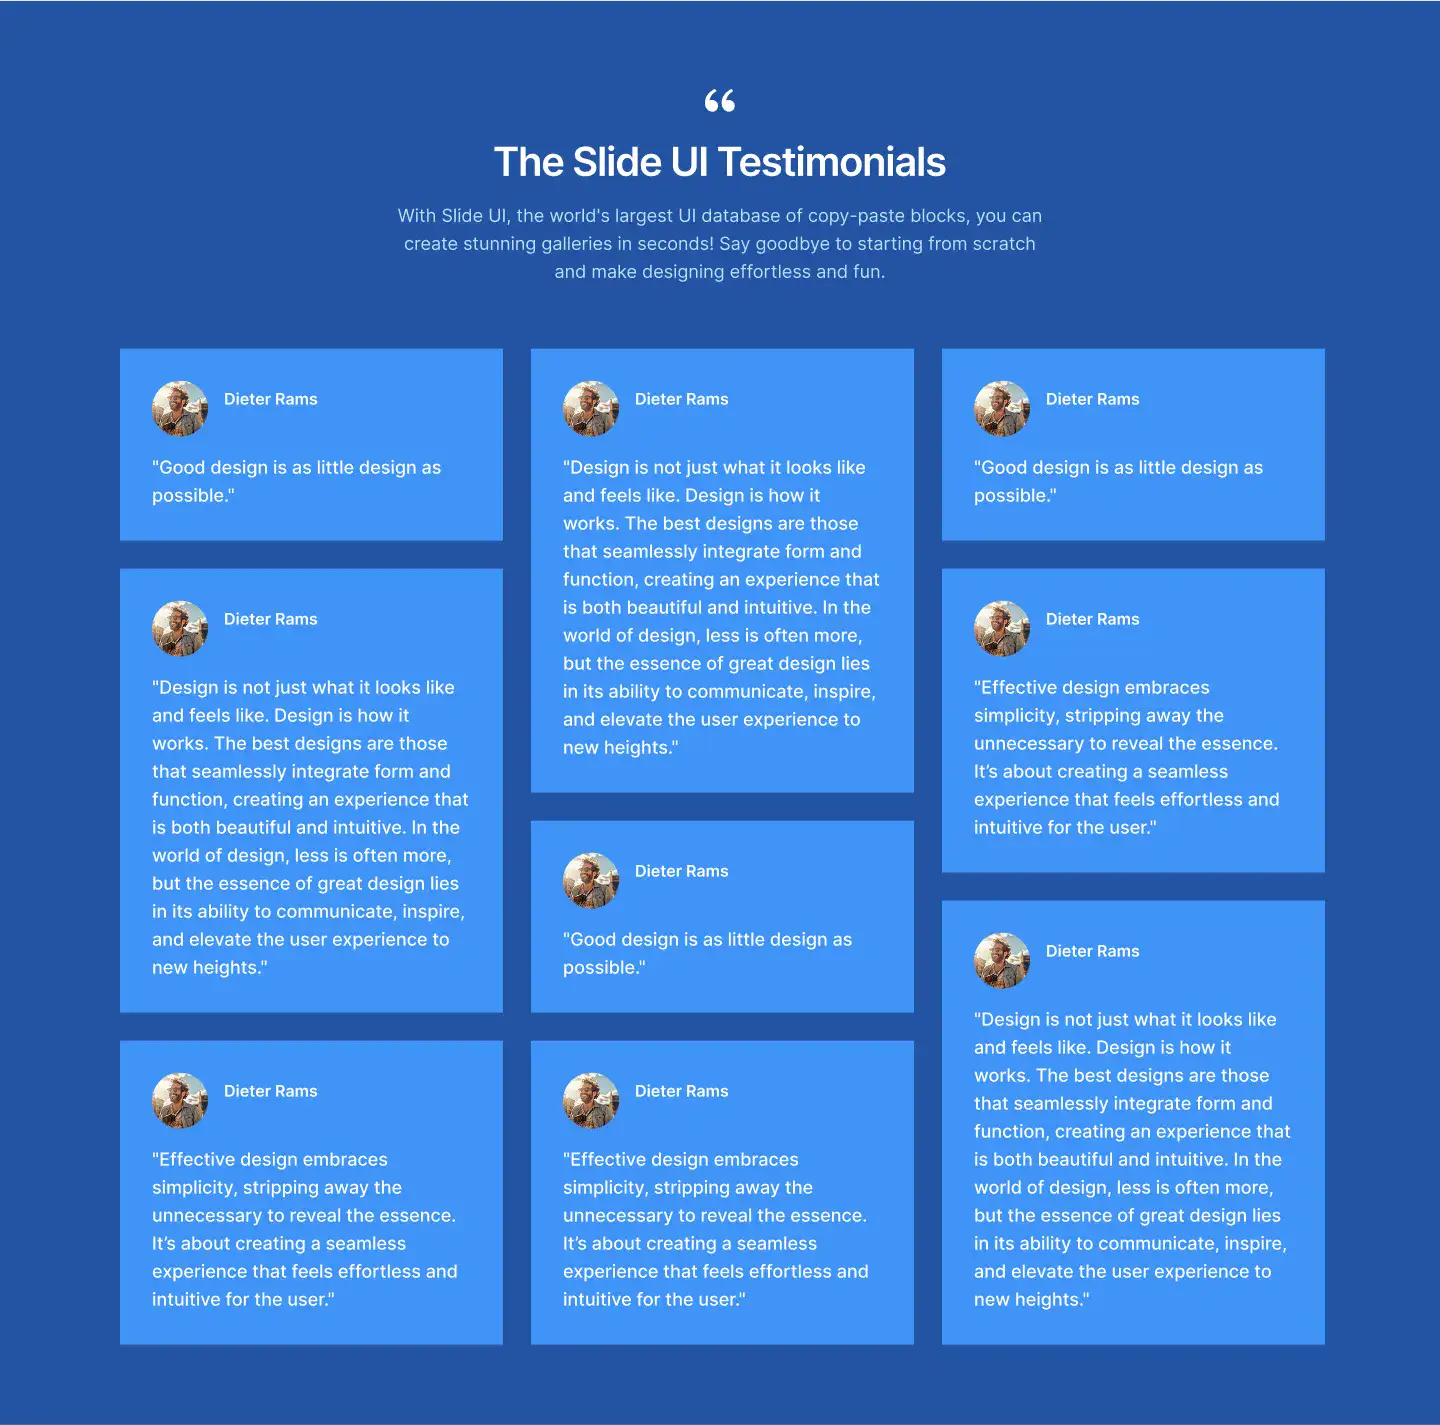 “
The Slide UI Testimonials
With Slide UI, the world's largest UI database of copy-paste blocks, you can
create stunning galleries in seconds! Say goodbye to starting from scratch
and make designing effortless and fun.
Dieter Rams
"Good design is as little design as
possible."
Dieter Rams
"Design is not just what it looks like
and feels like. Design is how it
works. The best designs are those
that seamlessly integrate form and
function, creating an experience that
is both beautiful and intuitive. In the
world of design, less is often more,
but the essence of great design lies
in its ability to communicate, inspire,
and elevate the user experience to
new heights."
Dieter Rams
"Effective design embraces
simplicity, stripping away the
unnecessary to reveal the essence.
It’s about creating a seamless
experience that feels effortless and
intuitive for the user."
Dieter Rams
"Design is not just what it looks like
and feels like. Design is how it
works. The best designs are those
that seamlessly integrate form and
function, creating an experience that
is both beautiful and intuitive. In the
world of design, less is often more,
but the essence of great design lies
in its ability to communicate, inspire,
and elevate the user experience to
new heights."
Dieter Rams
"Good design is as little design as
possible."
Dieter Rams
"Effective design embraces
simplicity, stripping away the
unnecessary to reveal the essence.
It’s about creating a seamless
experience that feels effortless and
intuitive for the user."
Dieter Rams
"Good design is as little design as
possible."
Dieter Rams
"Effective design embraces
simplicity, stripping away the
unnecessary to reveal the essence.
It’s about creating a seamless
experience that feels effortless and
intuitive for the user."
Dieter Rams
"Design is not just what it looks like
and feels like. Design is how it
works. The best designs are those
that seamlessly integrate form and
function, creating an experience that
is both beautiful and intuitive. In the
world of design, less is often more,
but the essence of great design lies
in its ability to communicate, inspire,
and elevate the user experience to
new heights."